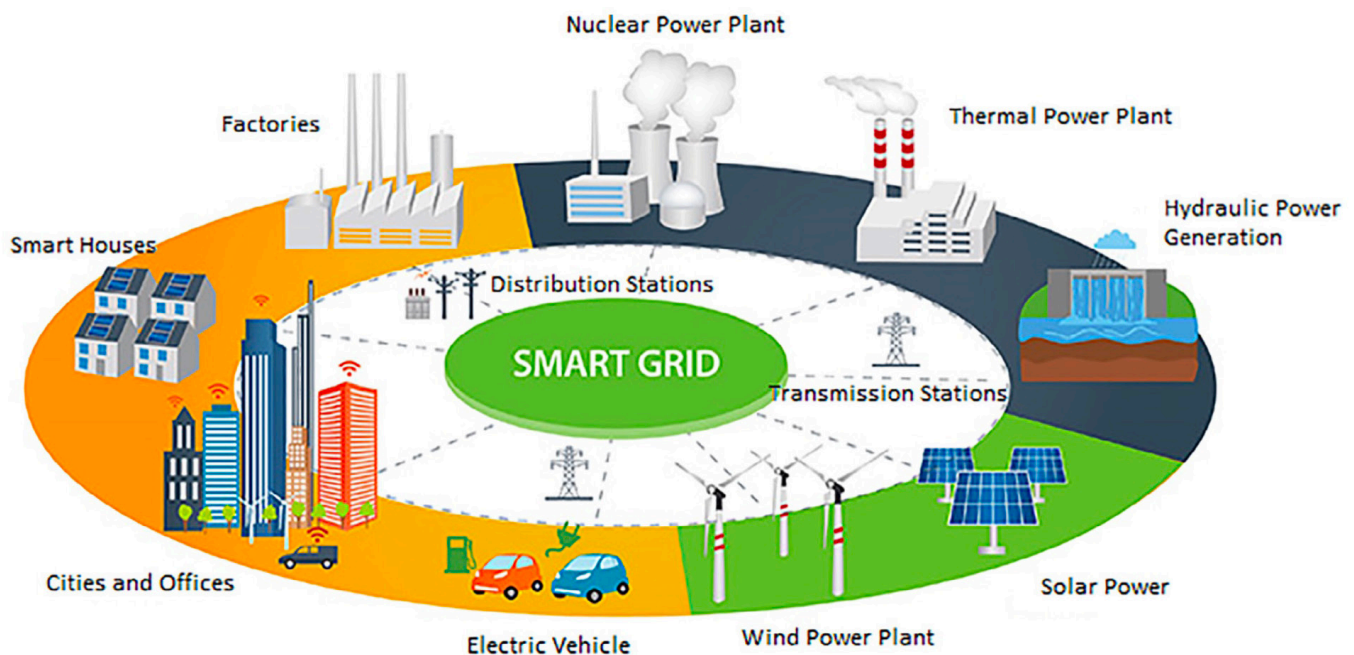 Nuclear Power Plant
Factories
Thermal Power Plant
Hydraulic Power
Generation
Smart Houses
Distribution Stations
SMART GRID
Transmission Stations
Cities and Offices
Solar Power
Electric Vehicle
Wind Power Plant